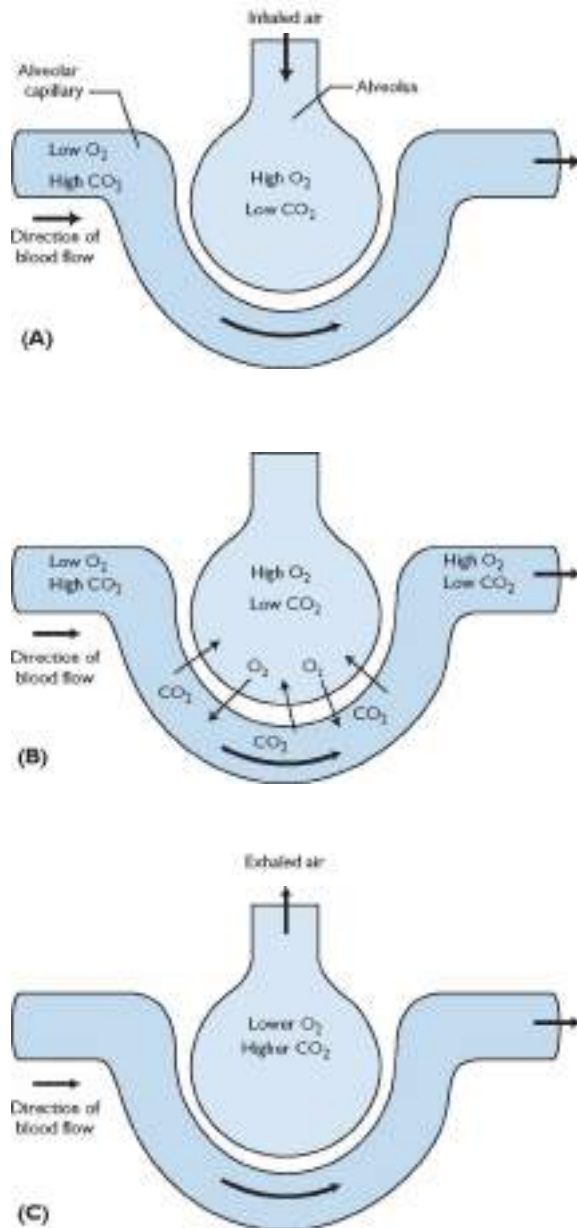 Inhaled air
Alveolar
capillary
Alveolus
Low O₂
High CO₂
High O₂
Low CO₂
Direction of
blood flow
(A)
Low O₂
High CO₂
High O₂
Low CO₂
High O₂
Low CO₂
Direction of
blood flow
O₂
O₂
CO₂
CO₂
CO₂
(B)
Exhaled air
Lower O₂
Higher CO₂
Direction of
blood flow
(C)